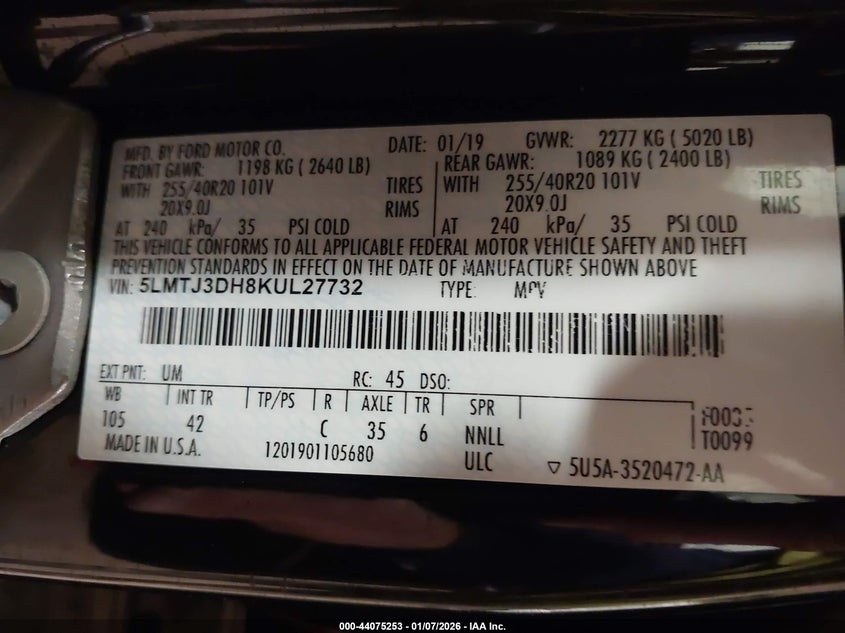 MFD. BY FORD MOTOR CO. DATE: 01/19 GVWR: 2277 KG ( 5020 LB)
FRONT GAWR: 1198 KG ( 2640 LB) REAR GAWR: 1089 KG ( 2400 LB)
WITH 255/40R20 101V TIRES WITH 255/40R20 101V TIRES
20X9.0J RIMS 20X9.0J RIMS
AT 240 kPa/ 35 PSI COLD AT 240 kPa/ 35 PSI COLD
THIS VEHICLE CONFORMS TO ALL APPLICABLE FEDERAL MOTOR VEHICLE SAFETY AND THEFT
PREVENTION STANDARDS IN EFFECT ON THE DATE OF MANUFACTURE SHOWN ABOVE
VIN: 5LMTJ3DH8KUL27732 TYPE: MPV
EXT PNT: UM RC: 45 DSO:
WB INT TR TP/PS R AXLE TR SPR
105 42 C 35 6 NNLL T0099
MADE IN U.S.A. 1201901105680 ULC ▽ 5U5A-3520472-AA
000-44075253 - 01/07/2026 - IAA Inc.